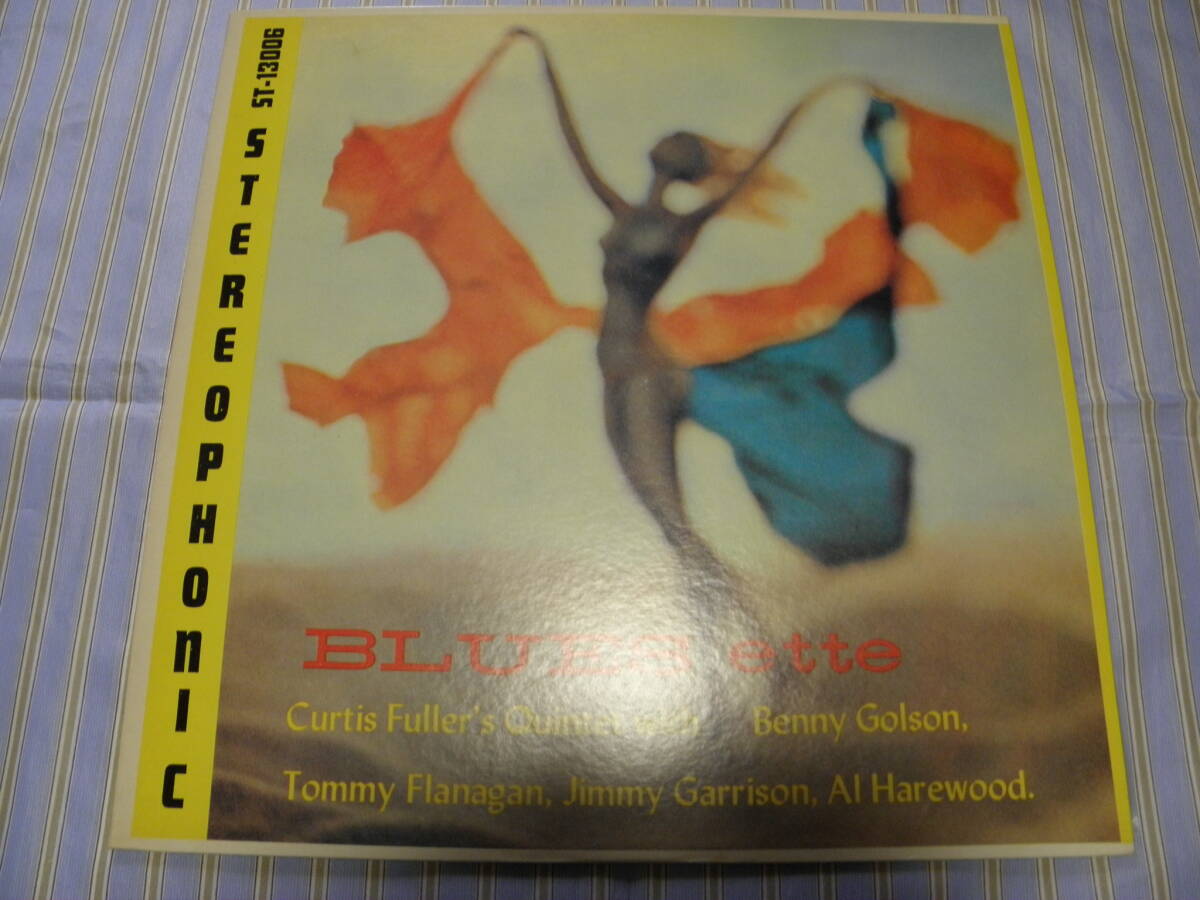 ST-13006
STEREOPHONIC
BLUES ette
Curtis Fuller's Quintet with Benny Golson,
Tommy Flanagan, Jimmy Garrison, Al Harewood.